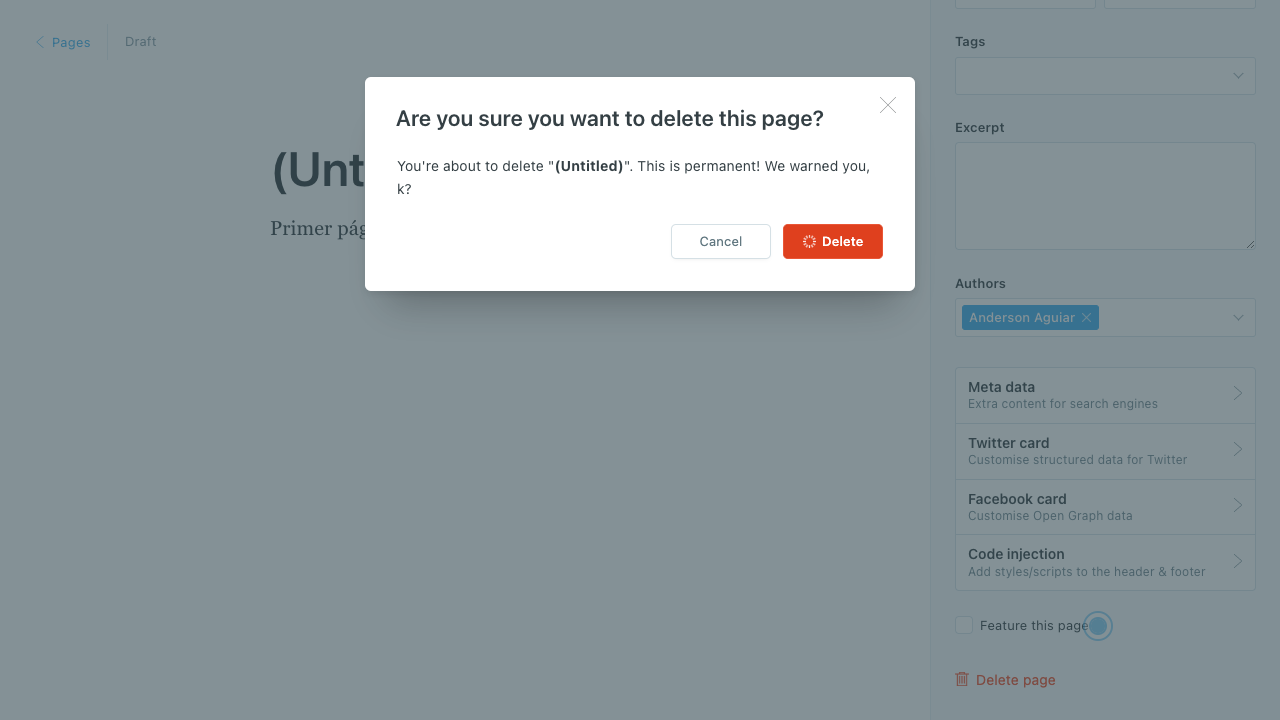 Pages
Draft
(Unt
Primer pág
Are you sure you want to delete this page?
You're about to delete "(Untitled)". This is permanent! We warned you,
k?
Cancel
Delete
Tags
Excerpt
Authors
Anderson Aguiar
Meta data
Extra content for search engines
Twitter card
Customise structured data for Twitter
Facebook card
Customise Open Graph data
Code injection
Add styles/scripts to the header & footer
Feature this page
Delete page